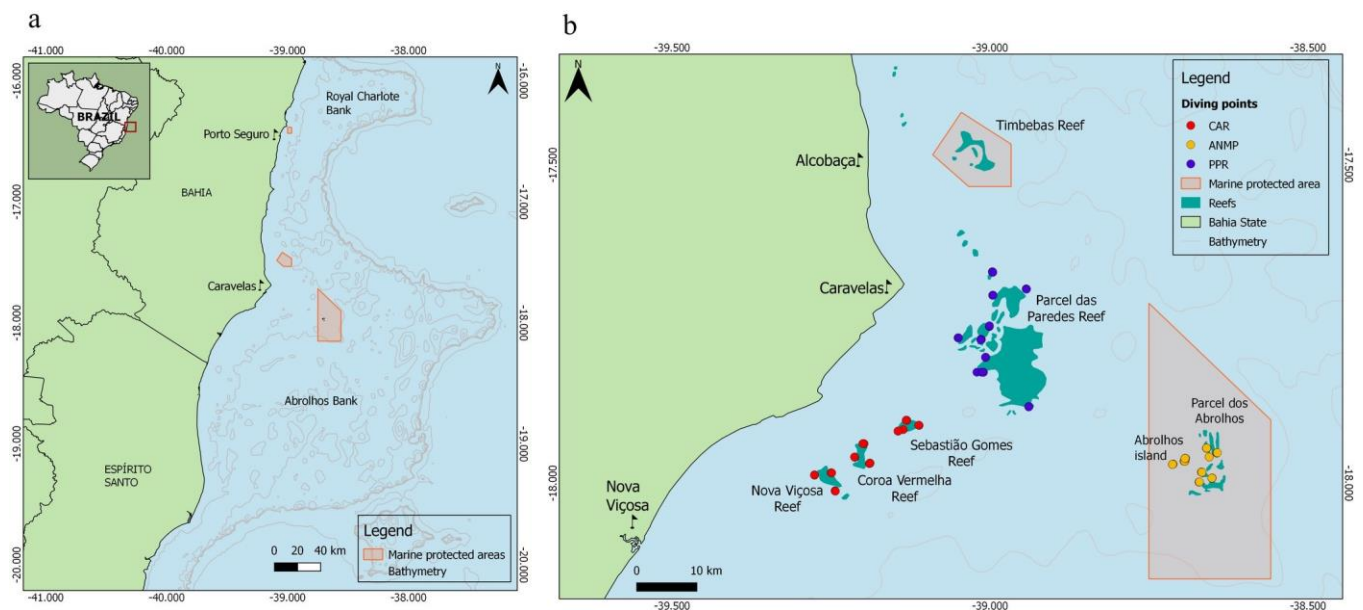 a
-41.000
-40.000
-39.000
-38.000
N
-16.000
-16.000
BRAZIL
Royal Charlote
Bank
Porto Seguro
BAHIA
-17.000
-17.000
Caravelas
-18.000
-18.000
Abrolhos Bank
-19.000
-19.000
ESPÍRITO
SANTO
Legend
Marine protected areas
Bathymetry
0 20 40 km
-20.000
-20.000
-41.000
-40.000
-39.000
-38.000
b
-39.500
-39.000
-38.500
N
Legend
Diving points
CAR
ANMP
PPR
Marine protected area
Reefs
Bahia State
Bathymetry
Timbebas Reef
Alcobaça
-17.500
-17.500
Caravelas
Parcel das
Paredes Reef
Parcel dos
Abrolhos
Abrolhos
island
Sebastião Gomes
Reef
Coroa Vermelha
Reef
Nova Viçosa
Reef
Nova
Viçosa
-18.000
-18.000
0 10 km
-39.500
-39.000
-38.500